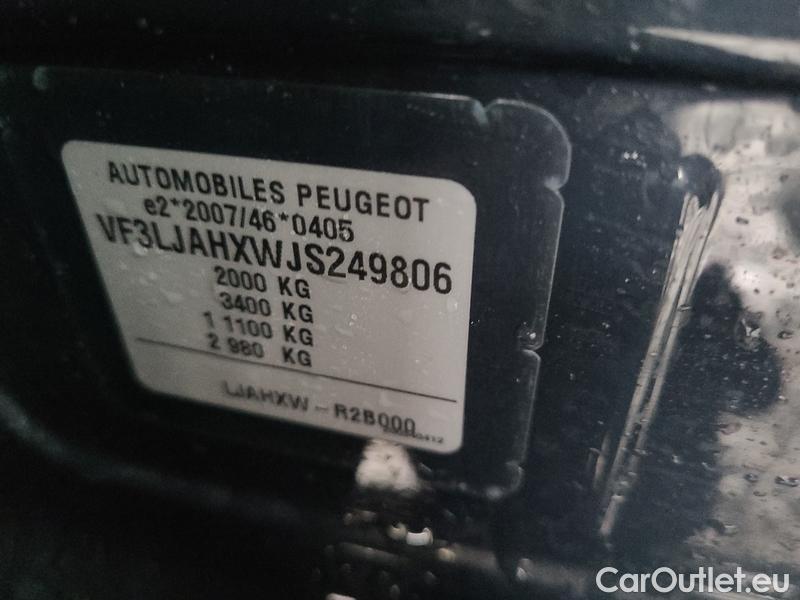 AUTOMOBILES PEUGEOT
e2*2007/46*0405
VF3LJAHXWJS249806
2000 KG
3400 KG
1 1100 KG
2 980 KG
LJAHXW - R2B000
CarOutlet.eu